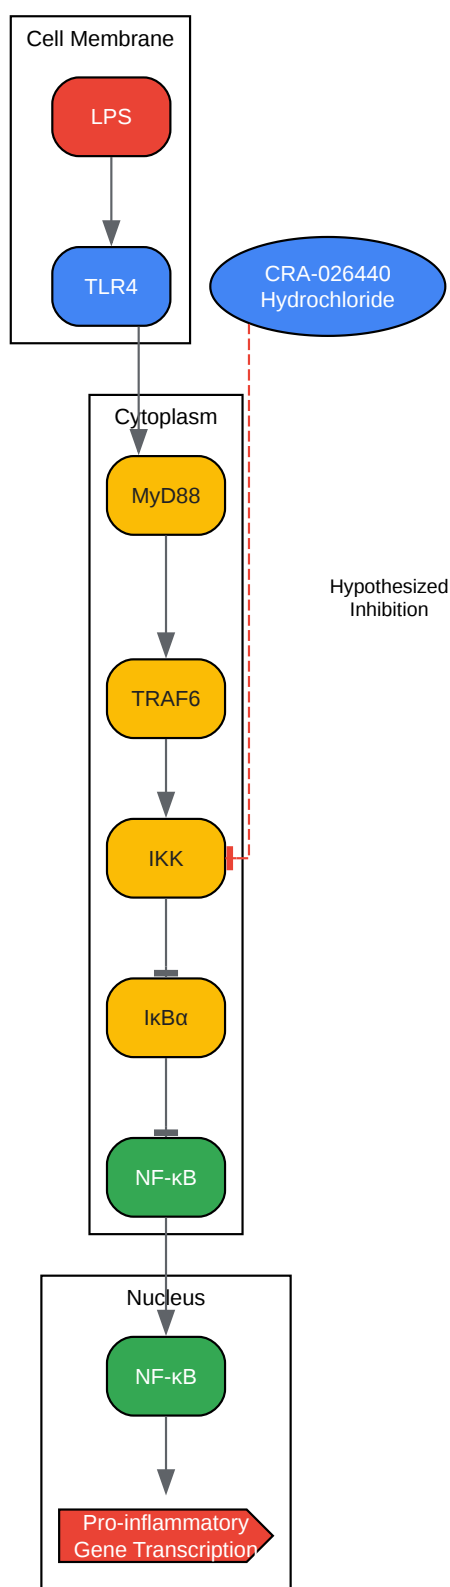 Cell Membrane
LPS
TLR4
CRA-026440
Hydrochloride
Cytoplasm
MyD88
Hypothesized
Inhibition
TRAF6
IKK
IκBα
NF-κB
Nucleus
NF-κB
Pro-inflammatory
Gene Transcription